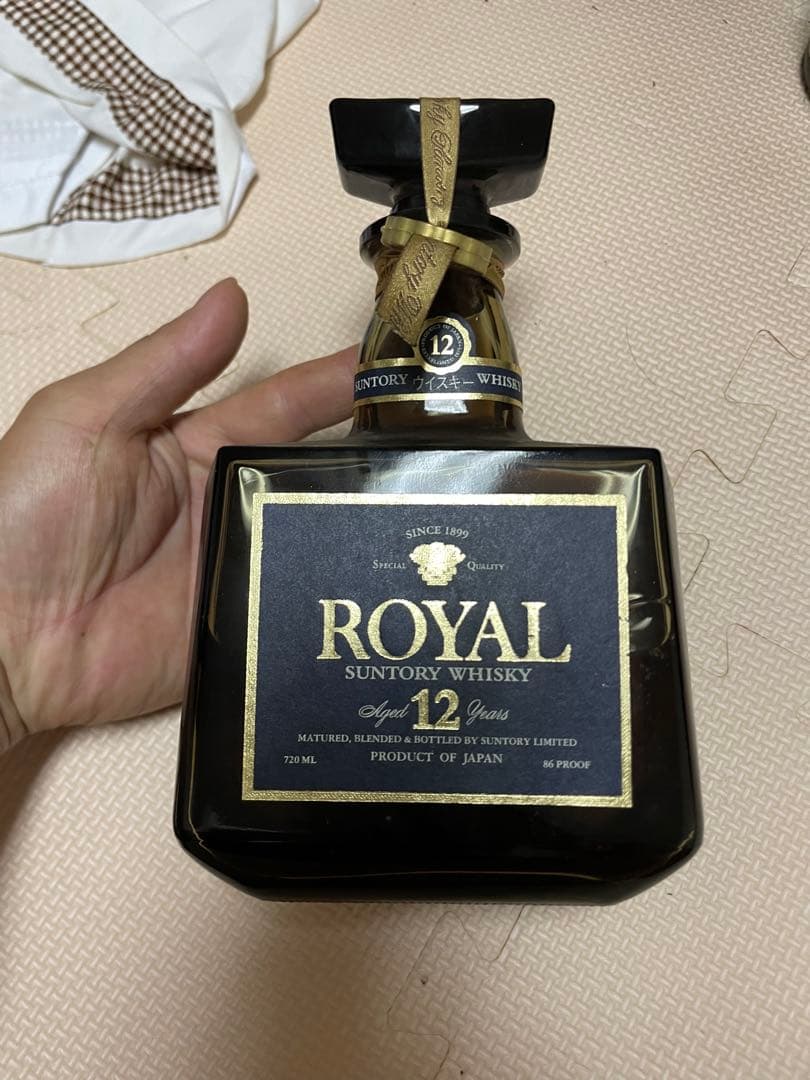 12
SUNTORY ウイスキー WHISKY
SINCE 1899
SPECIAL QUALITY
ROYAL
SUNTORY WHISKY
Aged 12 Years
MATURED, BLENDED & BOTTLED BY SUNTORY LIMITED
720 ML PRODUCT OF JAPAN 86 PROOF